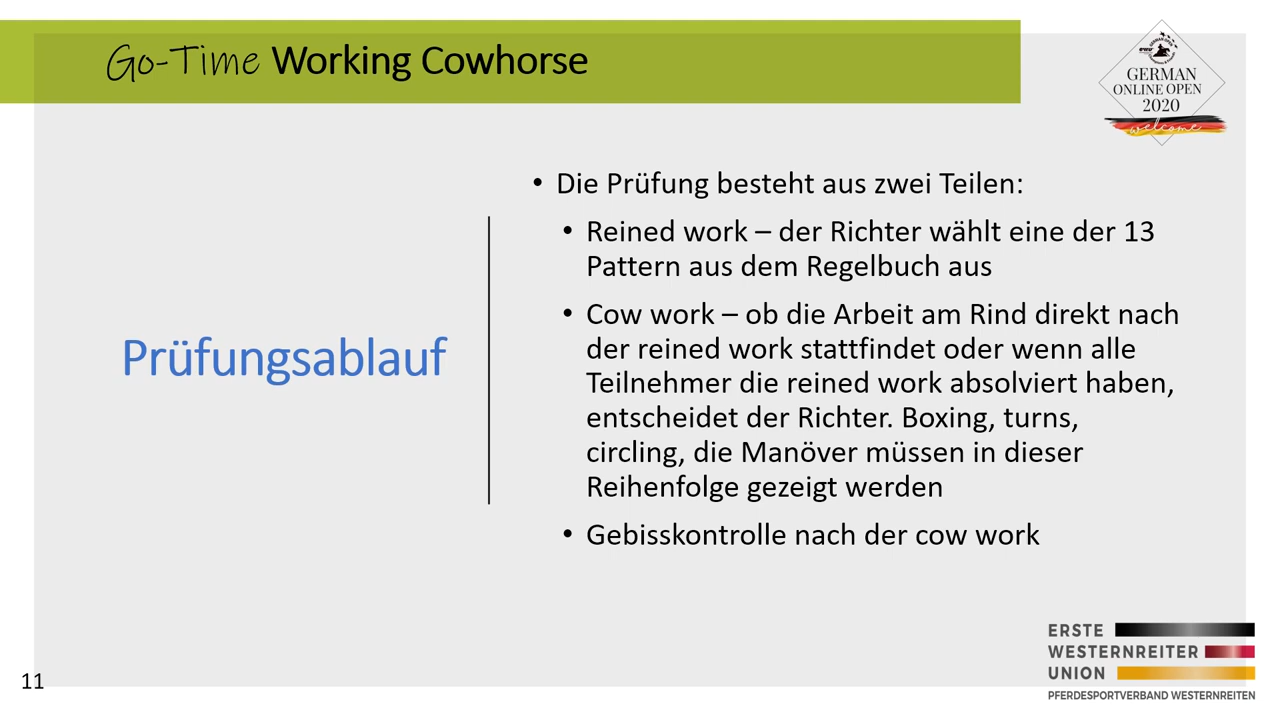 Go-Time Working Cowhorse
GERMAN
ONLINE OPEN
2020
welcome
Prüfungsablauf
• Die Prüfung besteht aus zwei Teilen:
• Reined work – der Richter wählt eine der 13
Pattern aus dem Regelbuch aus
• Cow work – ob die Arbeit am Rind direkt nach
der reined work stattfindet oder wenn alle
Teilnehmer die reined work absolviert haben,
entscheidet der Richter. Boxing, turns,
circling, die Manöver müssen in dieser
Reihenfolge gezeigt werden
• Gebisskontrolle nach der cow work
ERSTE
WESTERNREITER
UNION
PFERDESPORTVERBAND WESTERNREITEN
11